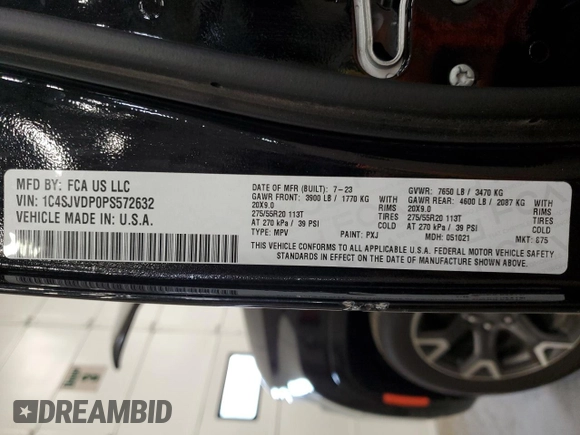 MFD BY: FCA US LLC
VIN: 1C4SJVDP0PS572632
VEHICLE MADE IN U.S.A.
DATE OF MFR (BUILT): 7-23
GAWR FRONT: 3900 LB / 1770 KG
WITH
20X9.0
RIMS
275/55R20 113T
TIRES
AT 270 kPa / 39 PSI
TYPE: MPV
PAINT: PXJ
GVWR: 7650 LB / 3470 KG
GAWR REAR: 4600 LB / 2087 KG
WITH
20X9.0
RIMS
275/55R20 113T
TIRES
AT 270 kPa / 39 PSI
MDH: 051021
MKT: 075
THIS VEHICLE CONFORMS TO ALL APPLICABLE U.S.A. FEDERAL MOTOR VEHICLE SAFETY
STANDARDS IN EFFECT ON THE DATE OF MANUFACTURE SHOWN ABOVE.
DREAMBID